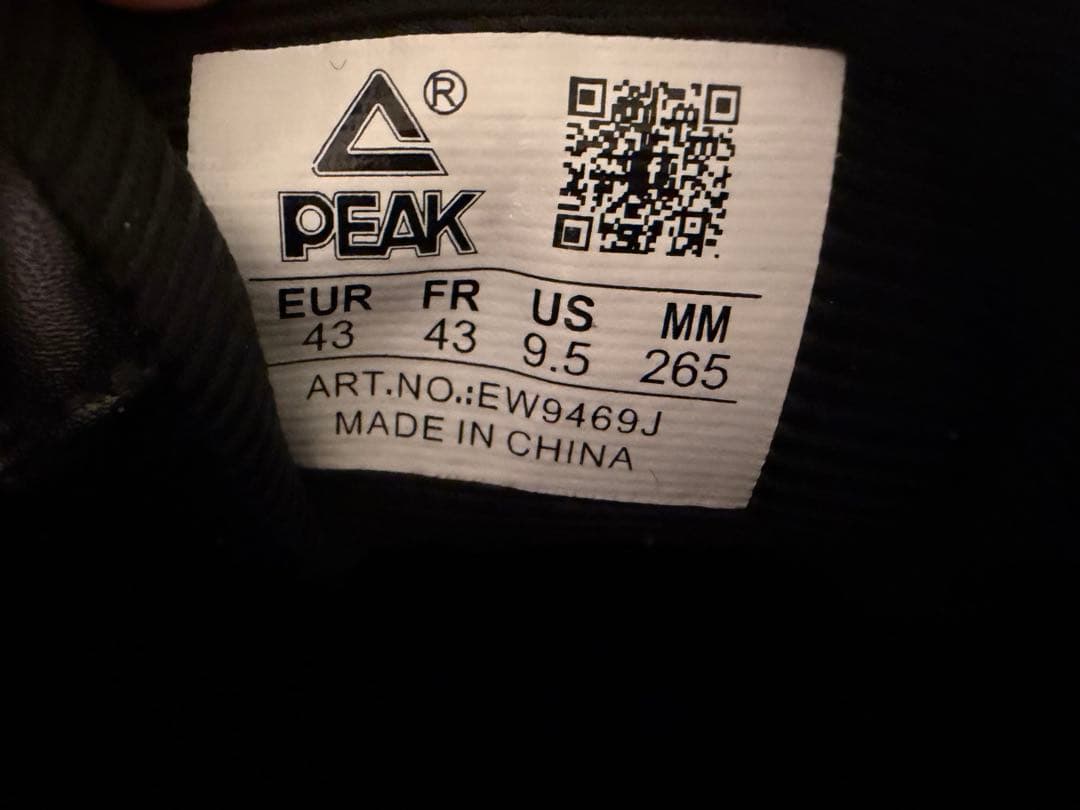 ®
PEAK
EUR FR US MM
43 43 9.5 265
ART.NO.:EW9469J
MADE IN CHINA